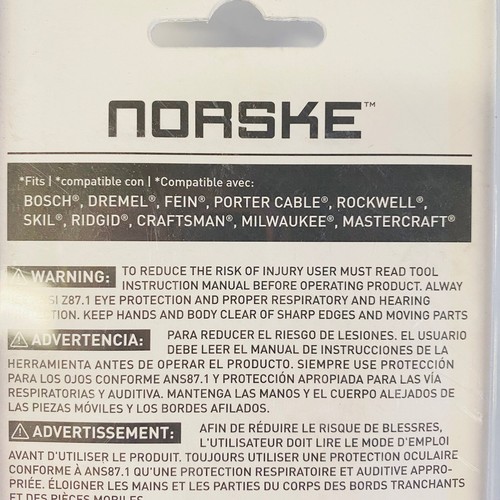 NORSKE™
*Fits | *compatible con | *Compatible avec:
BOSCH®, DREMEL®, FEIN®, PORTER CABLE®, ROCKWELL®,
SKIL®, RIDGID®, CRAFTSMAN®, MILWAUKEE®, MASTERCRAFT®
WARNING: TO REDUCE THE RISK OF INJURY USER MUST READ TOOL
INSTRUCTION MANUAL BEFORE OPERATING PRODUCT. ALWAY
SI Z87.1 EYE PROTECTION AND PROPER RESPIRATORY AND HEARING
TION. KEEP HANDS AND BODY CLEAR OF SHARP EDGES AND MOVING PARTS
ADVERTENCIA: PARA REDUCER EL RIESGO DE LESIONES. EL USUARIO
DEBE LEER EL MANUAL DE INSTRUCCIONES DE LA
HERRAMIENTA ANTES DE OPERAR EL PRODUCTO. SIEMPRE USE PROTECCIÓN
PARA LOS OJOS CONFORME ANS87.1 Y PROTECCIÓN APROPIADA PARA LAS VÍA
RESPIRATORIAS Y AUDITIVA. MANTENGA LAS MANOS Y EL CUERPO ALEJADOS DE
LAS PIEZAS MÓVILES Y LOS BORDES AFILADOS.
ADVERTISSEMENT: AFIN DE RÉDUIRE LE RISQUE DE BLESSRES,
L'UTILISATEUR DOIT LIRE LE MODE D'EMPLOI
AVANT D'UTILISER LE PRODUIT. TOUJOURS UTILISER UNE PROTECTION OCULAIRE
CONFORME À ANS87.1 QU'UNE PROTECTION RESPIRATOIRE ET AUDITIVE APPRO-
PRIÉE. ÉLOIGNER LES MAINS ET LES PARTIES DU CORPS DES BORDS TRANCHANTS
ET DES PIÈCES MOBILES